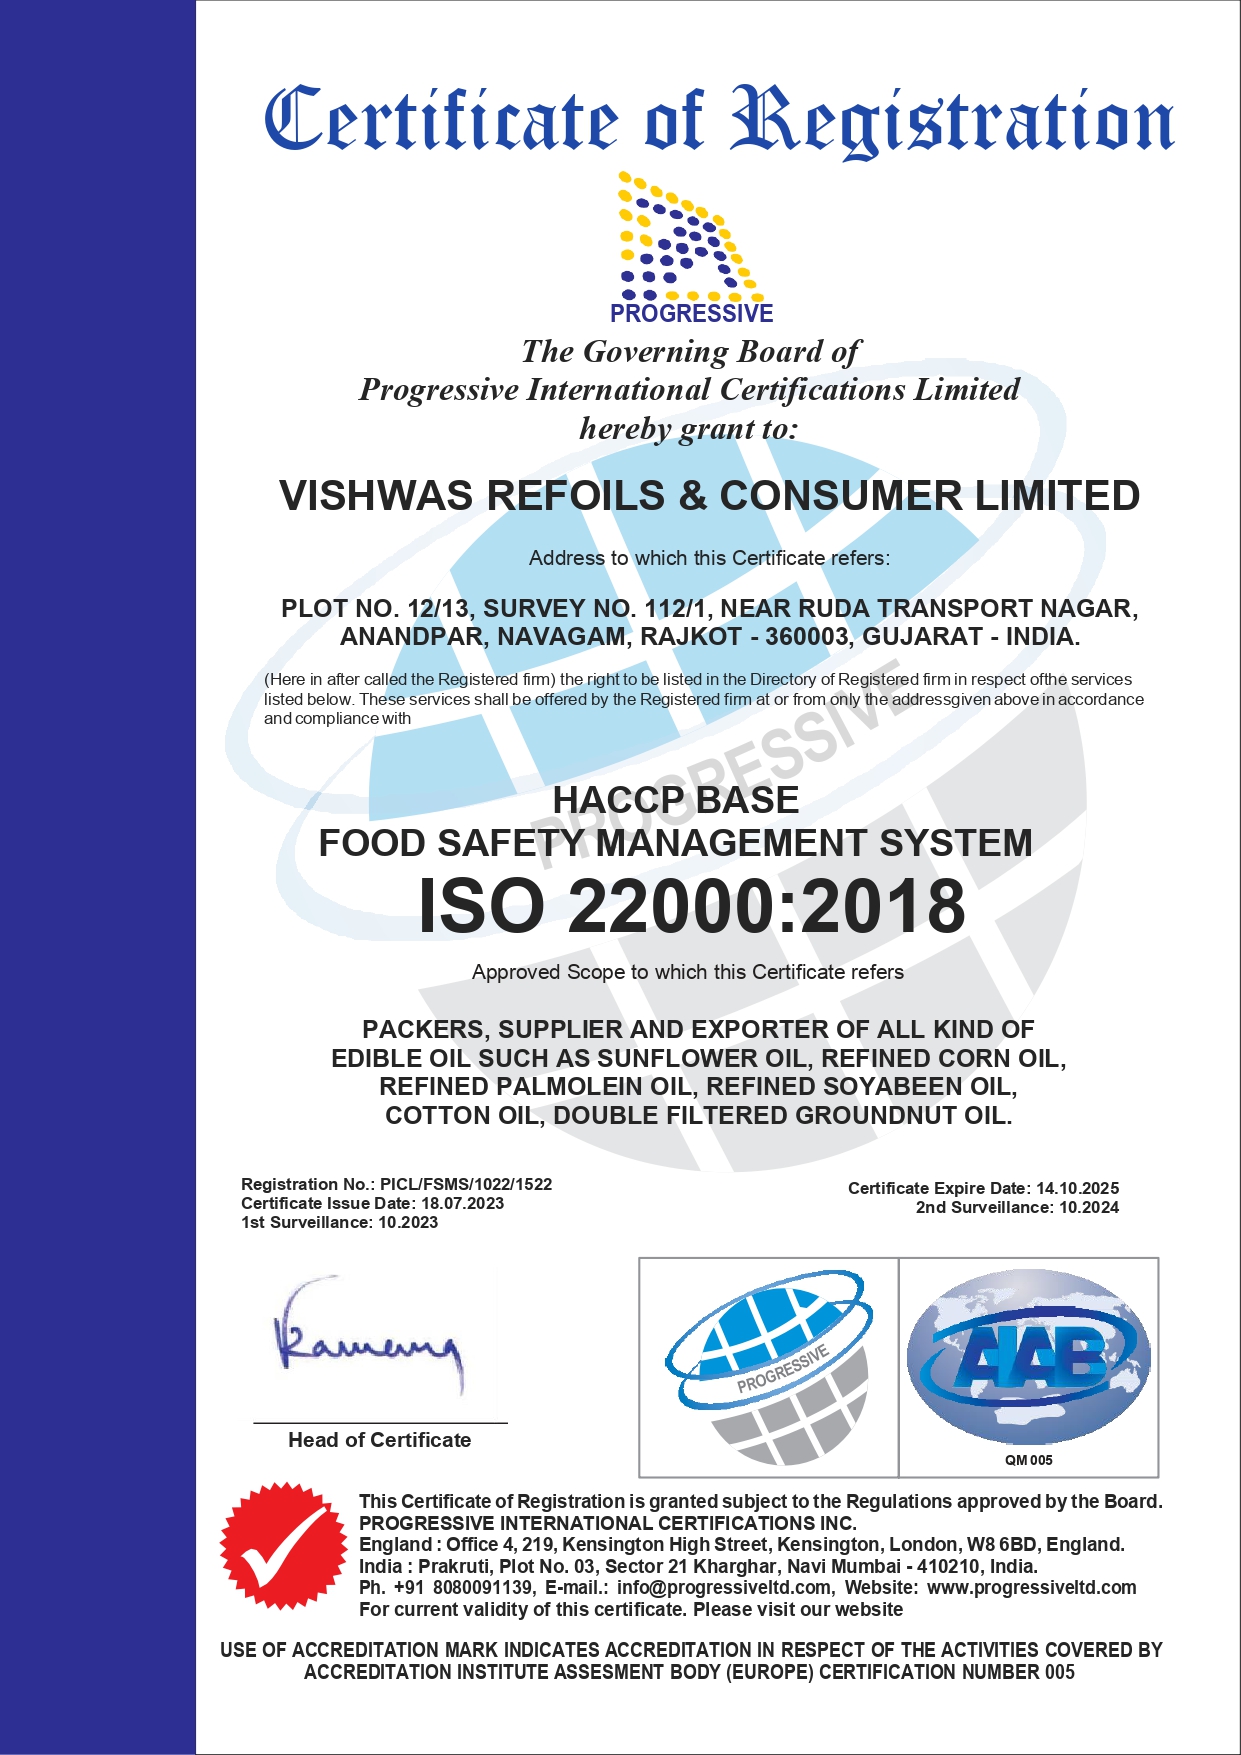 Certificate of Registration
PROGRESSIVE
The Governing Board of
Progressive International Certifications Limited
hereby grant to:
VISHWAS REFOILS & CONSUMER LIMITED
Address to which this Certificate refers:
PLOT NO. 12/13, SURVEY NO. 112/1, NEAR RUDA TRANSPORT NAGAR,
ANANDPAR, NAVAGAM, RAJKOT - 360003, GUJARAT - INDIA.
(Here in after called the Registered firm) the right to be listed in the Directory of Registered firm in respect ofthe services
listed below. These services shall be offered by the Registered firm at or from only the addressgiven above in accordance
and compliance with
PROGRESSIVE
HACCP BASE
FOOD SAFETY MANAGEMENT SYSTEM
ISO 22000:2018
Approved Scope to which this Certificate refers
PACKERS, SUPPLIER AND EXPORTER OF ALL KIND OF
EDIBLE OIL SUCH AS SUNFLOWER OIL, REFINED CORN OIL,
REFINED PALMOLEIN OIL, REFINED SOYABEEN OIL,
COTTON OIL, DOUBLE FILTERED GROUNDNUT OIL.
Registration No.: PICL/FSMS/1022/1522
Certificate Issue Date: 18.07.2023
1st Surveillance: 10.2023
Certificate Expire Date: 14.10.2025
2nd Surveillance: 10.2024
Head of Certificate
PROGRESSIVE
AIAB
QM 005
This Certificate of Registration is granted subject to the Regulations approved by the Board.
PROGRESSIVE INTERNATIONAL CERTIFICATIONS INC.
England : Office 4, 219, Kensington High Street, Kensington, London, W8 6BD, England.
India : Prakruti, Plot No. 03, Sector 21 Kharghar, Navi Mumbai - 410210, India.
Ph. +91 8080091139, E-mail.: info@progressiveltd.com, Website: www.progressiveltd.com
For current validity of this certificate. Please visit our website
USE OF ACCREDITATION MARK INDICATES ACCREDITATION IN RESPECT OF THE ACTIVITIES COVERED BY
ACCREDITATION INSTITUTE ASSESMENT BODY (EUROPE) CERTIFICATION NUMBER 005